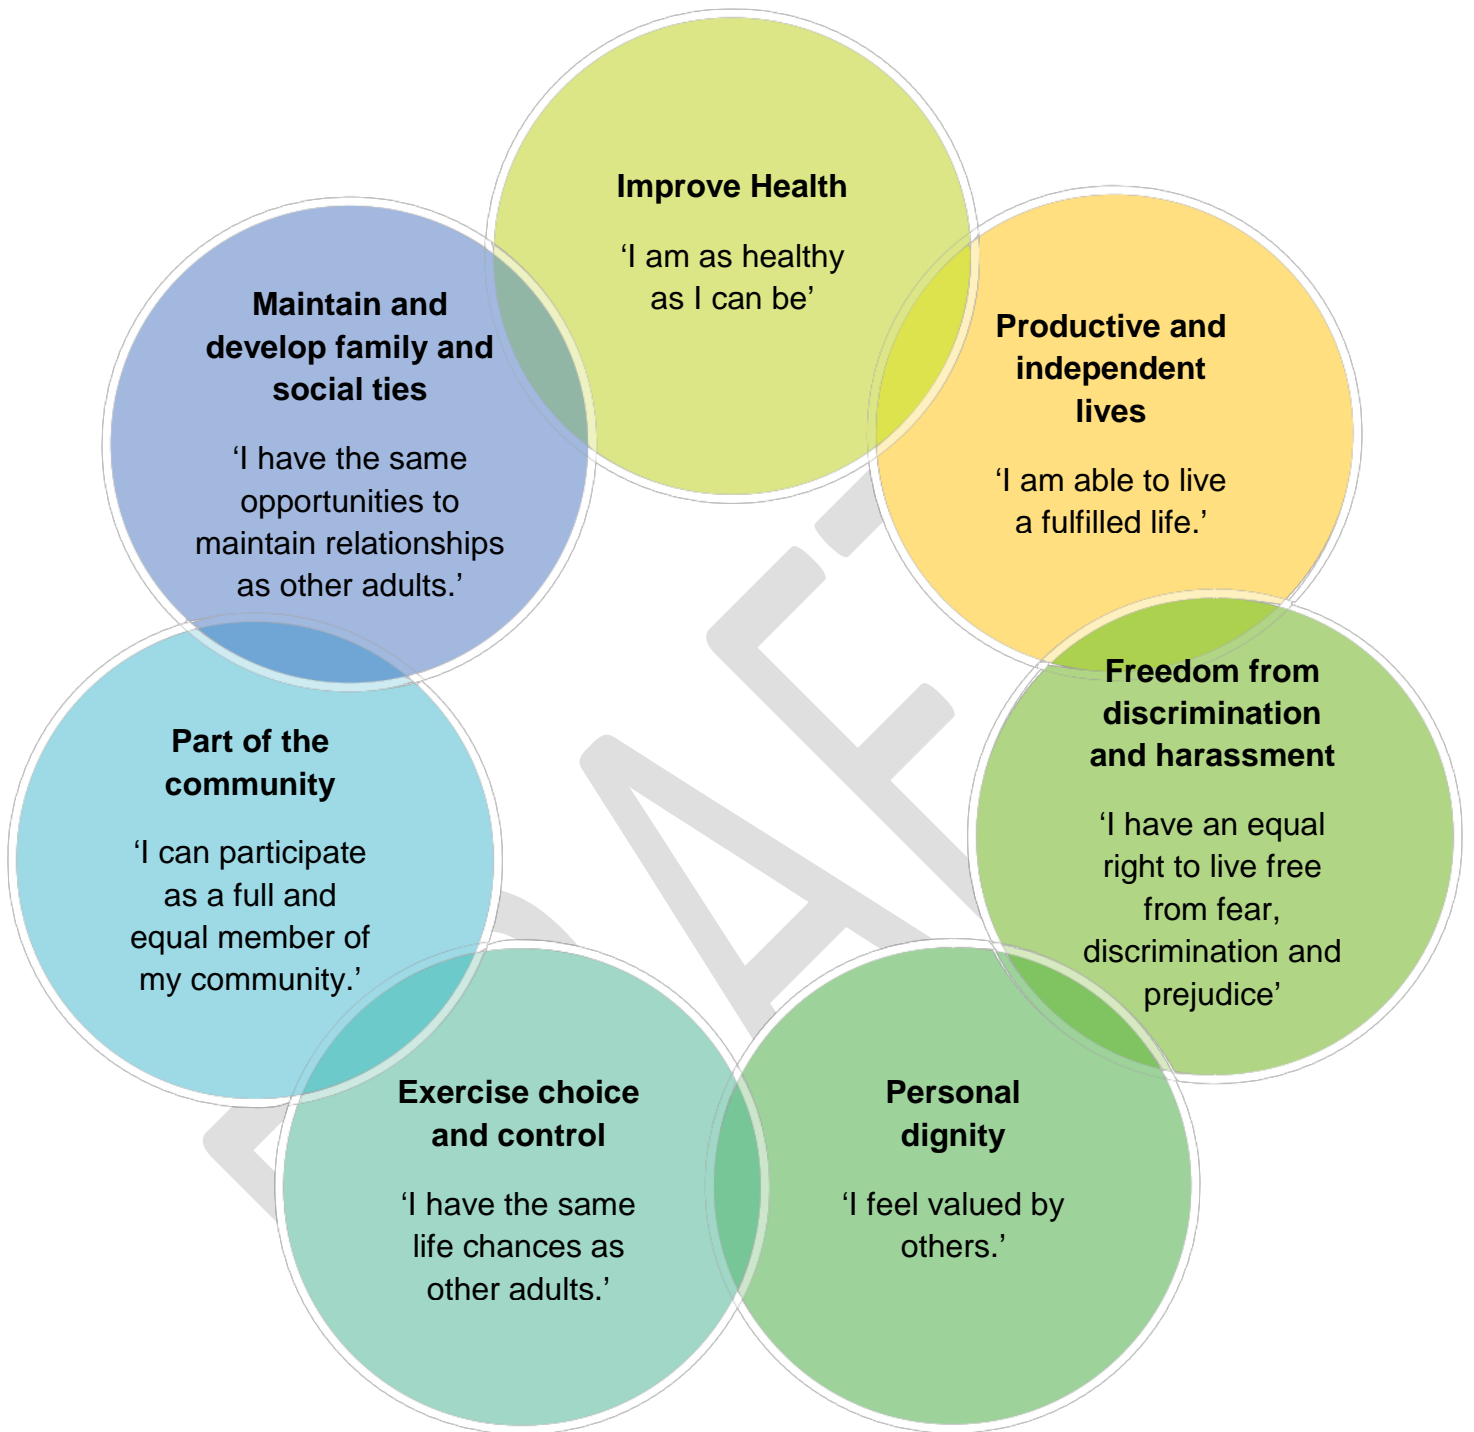 Improve Health
‘I am as healthy
as I can be’
Productive and
independent
lives
‘I am able to live
a fulfilled life.’
Freedom from
discrimination
and harassment
‘I have an equal
right to live free
from fear,
discrimination and
prejudice’
Personal
dignity
‘I feel valued by
others.’
Exercise choice
and control
‘I have the same
life chances as
other adults.’
Part of the
community
‘I can participate
as a full and
equal member of
my community.’
Maintain and
develop family and
social ties
‘I have the same
opportunities to
maintain relationships
as other adults.’
DRAFT